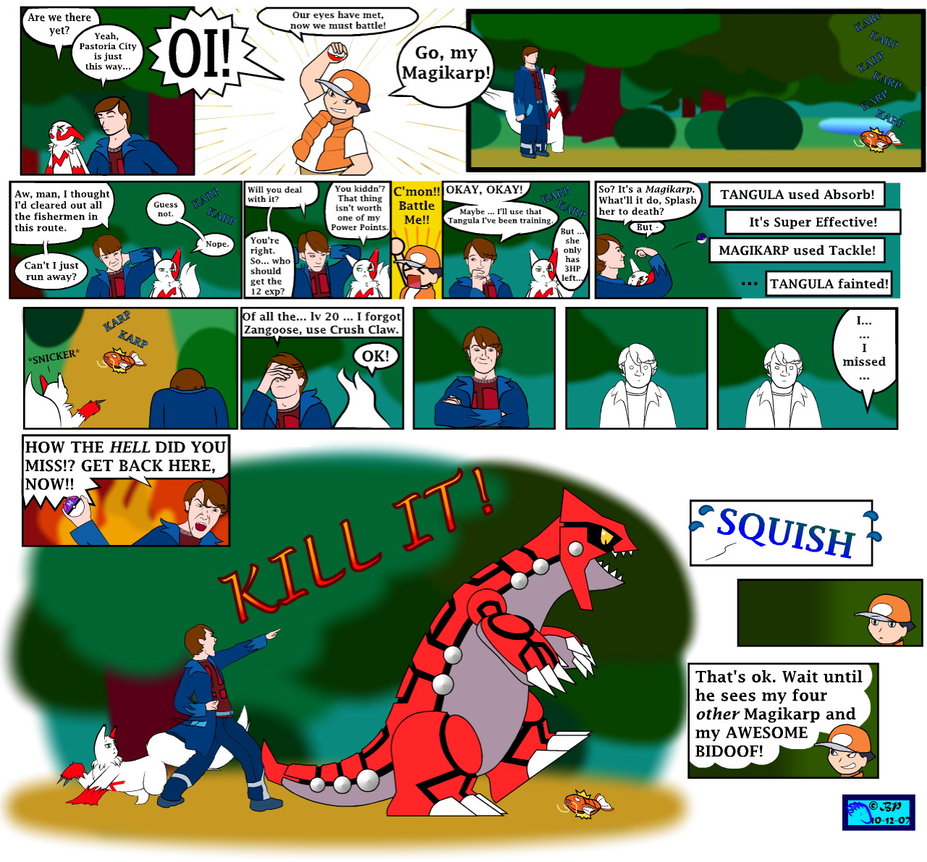 Are we there
yet?
Yeah,
Pastoria City
is just
this way...
OI!
Our eyes have met,
now we must battle!
Go, my
Magikarp!
KARP
KARP
KARP
KARP
KARP
KARP
Aw, man, I thought
I'd cleared out all
the fishermen in
this route.
Can't I just
run away?
Guess
not.
Nope.
KARP
KARP
Will you deal
with it?
You kiddn'?
That thing
isn't worth
one of my
Power Points.
You're
right.
So... who
should
get the
12 exp?
C'mon!!
Battle
Me!!
OKAY, OKAY!
Maybe ... I'll use that
Tangula I've been training.
KARP
KARP
But ...
she
only
has
3HP
left...
So? It's a Magikarp.
What'll it do, Splash
her to death?
But -
TANGULA used Absorb!
It's Super Effective!
MAGIKARP used Tackle!
... TANGULA fainted!
KARP
KARP
*SNICKER*
Of all the... lv 20 ... I forgot
Zangoose, use Crush Claw.
OK!
I...
...
I
missed
...
HOW THE HELL DID YOU
MISS!? GET BACK HERE,
NOW!!
KILL IT!
SQUISH
That's ok. Wait until
he sees my four
other Magikarp and
my AWESOME
BIDOOF!
© BP
10-12-07